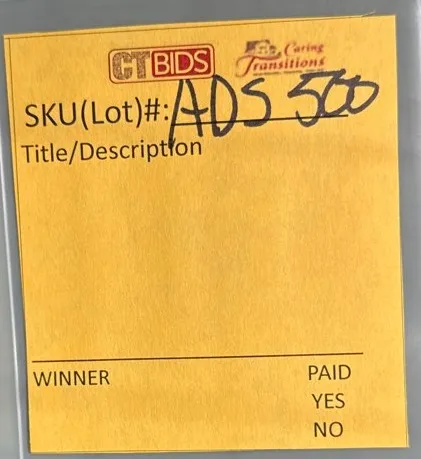 CTBIDS
Caring
Transitions
SKU(Lot)#: ADS 500
Title/Description
WINNER
PAID
YES
NO